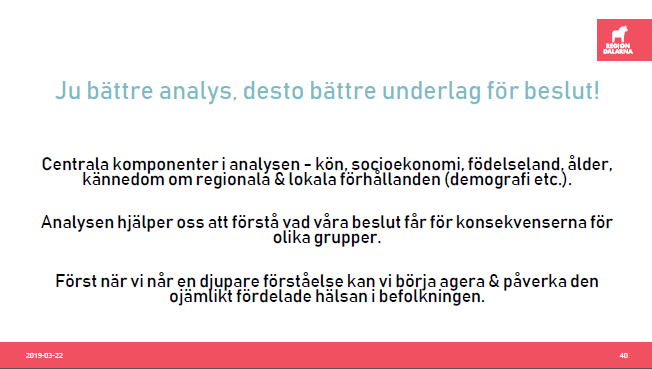 REGION
DALARNA
Ju bättre analys, desto bättre underlag för beslut!
Centrala komponenter i analysen – kön, socioekonomi, födelseland, ålder,
kännedom om regionala & lokala förhållanden (demografi etc.).
Analysen hjälper oss att förstå vad våra beslut får för konsekvenserna för
olika grupper.
Först när vi når en djupare förståelse kan vi börja agera & påverka den
ojämlikt fördelade hälsan i befolkningen.
2019-03-22
40